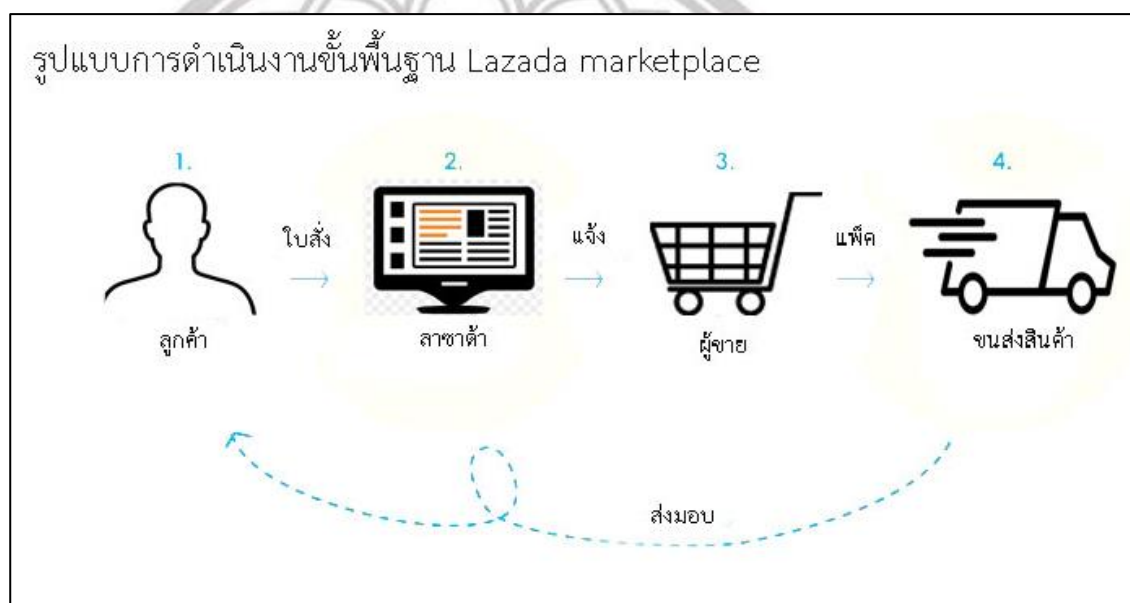 รูปแบบการดำเนินงานขั้นพื้นฐาน Lazada marketplace
1.
2.
3.
4.
ใบสั่ง
แจ้ง
แพ็ค
ลูกค้า
ลาซาด้า
ผู้ขาย
ขนส่งสินค้า
ส่งมอบ